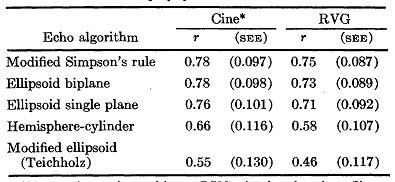 Cine* RVG
Echo algorithm r (SEE) r (SEE)
Modified Simpson's rule 0.78 (0.097) 0.75 (0.087)
Ellipsoid biplane 0.78 (0.098) 0.73 (0.089)
Ellipsoid single plane 0.76 (0.101) 0.71 (0.092)
Hemisphere-cylinder 0.66 (0.116) 0.58 (0.107)
Modified ellipsoid
(Teichholz) 0.55 (0.130) 0.46 (0.117)